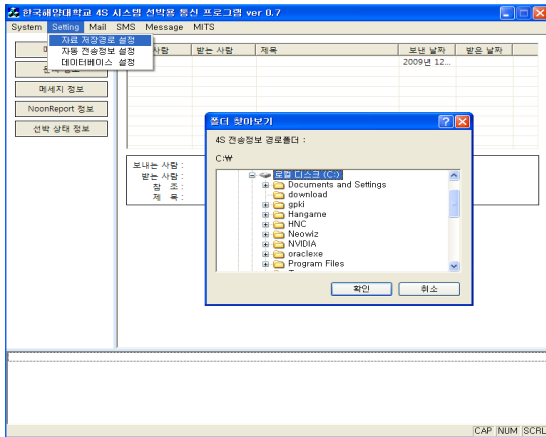 한국해양대학교 4S 시스템 선박용 통신 프로그램 ver 0.7
System Setting Mail SMS Message MITS
자료 저장경로 설정
자동 전송정보 설정
데이터베이스 설정
사람 받는 사람 제목 보낸 날짜 받은 날짜
2009년 12...
정보
메세지 정보
NoonReport 정보
선박 상태 정보
보내는 사람 :
받는 사람 :
참 조 :
제 목 :
폴더 찾아보기
4S 전송정보 경로폴더 :
C:₩
로컬 디스크 (C:)
Documents and Settings
download
gpki
Hangame
HNC
Neowiz
NVIDIA
oraclexe
Program Files
확인 취소
CAP NUM SCRL